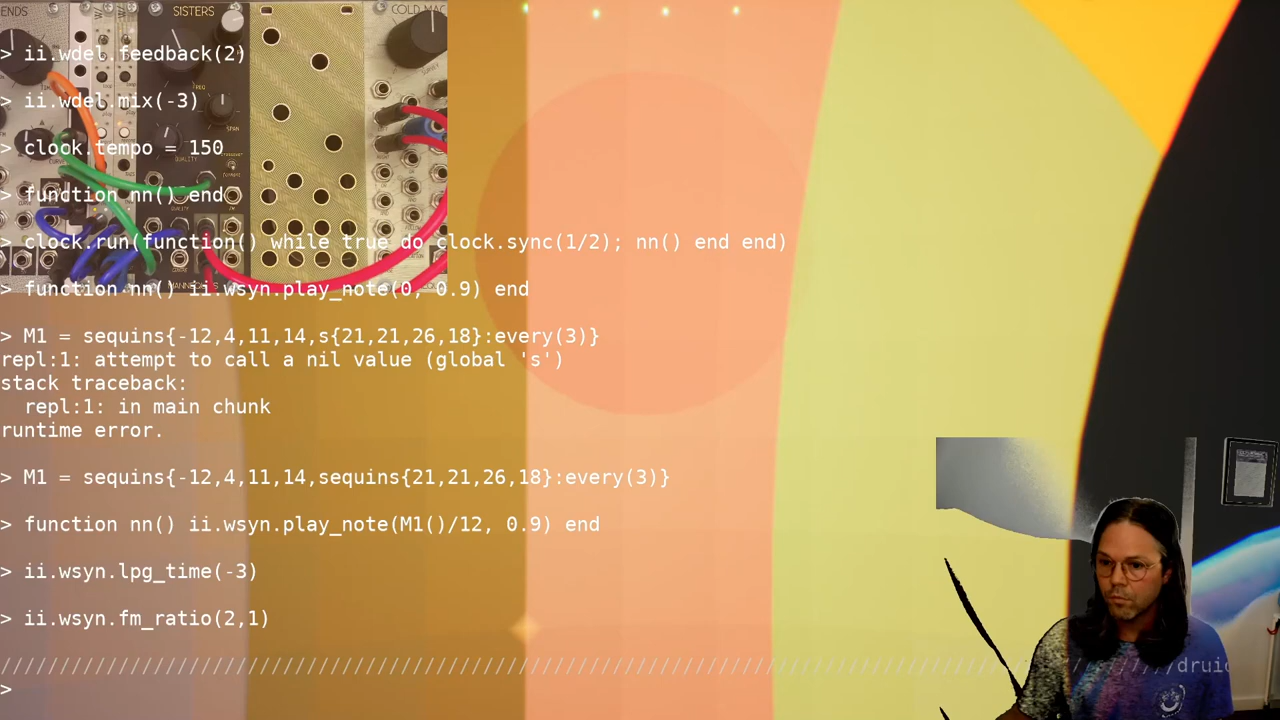 ENDS
SISTERS
COLD MAC
> ii.wdel.feedback(2)
FREQ
> ii.wdel.mix(-3)
SPAN
> clock.tempo = 150
QUALITY
> function nn() end
> clock.run(function() while true do clock.sync(1/2); nn() end end)
CENTRE
> function nn() ii.wsyn.play_note(0, 0.9) end
> M1 = sequins{-12,4,11,14,s{21,21,26,18}:every(3)}
repl:1: attempt to call a nil value (global 's')
stack traceback:
  repl:1: in main chunk
runtime error.
> M1 = sequins{-12,4,11,14,sequins{21,21,26,18}:every(3)}
> function nn() ii.wsyn.play_note(M1()/12, 0.9) end
> ii.wsyn.lpg_time(-3)
> ii.wsyn.fm_ratio(2,1)
druid
>